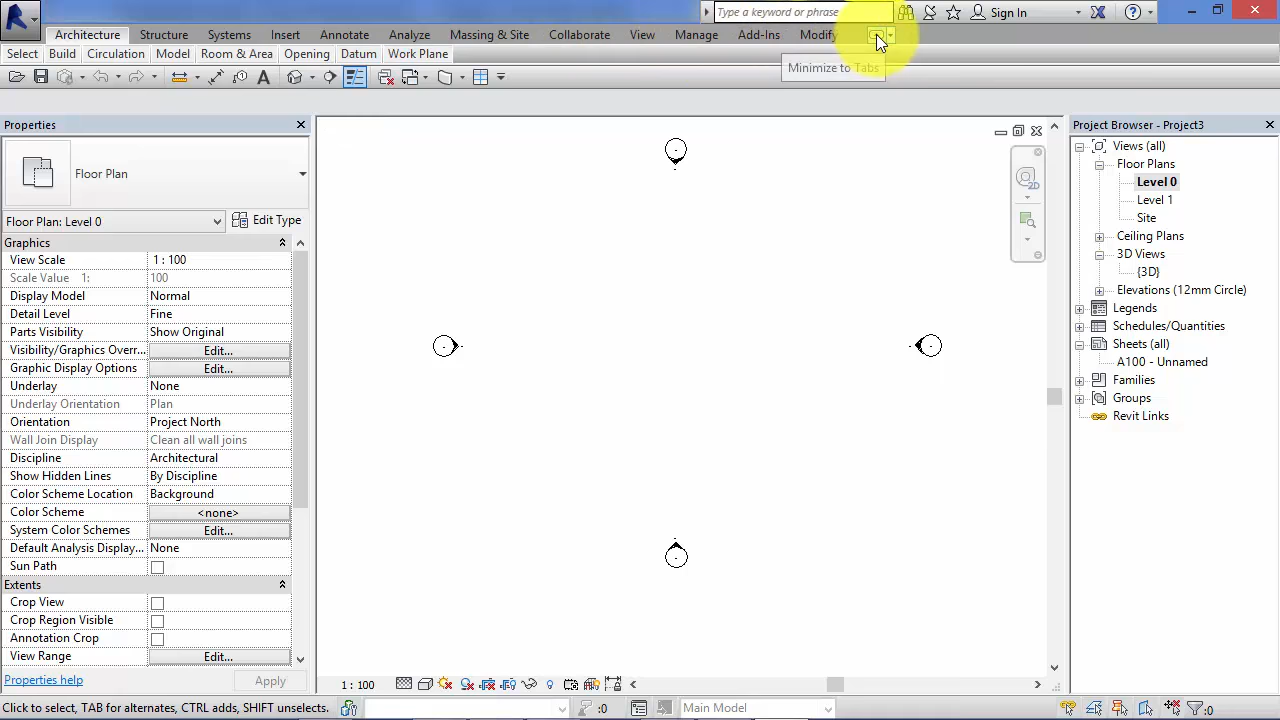 Type a keyword or phrase
Sign In
Architecture Structure Systems Insert Annotate Analyze Massing & Site Collaborate View Manage Add-Ins Modify
Select Build Circulation Model Room & Area Opening Datum Work Plane
Minimize to Tabs
Properties
Floor Plan
Floor Plan: Level 0
Edit Type
Graphics
View Scale 1 : 100
Scale Value 1: 100
Display Model Normal
Detail Level Fine
Parts Visibility Show Original
Visibility/Graphics Overr... Edit...
Graphic Display Options Edit...
Underlay None
Underlay Orientation Plan
Orientation Project North
Wall Join Display Clean all wall joins
Discipline Architectural
Show Hidden Lines By Discipline
Color Scheme Location Background
Color Scheme <none>
System Color Schemes Edit...
Default Analysis Display... None
Sun Path
Extents
Crop View
Crop Region Visible
Annotation Crop
View Range Edit...
Properties help
Apply
2D
1 : 100
Project Browser - Project3
Views (all)
Floor Plans
Level 0
Level 1
Site
Ceiling Plans
3D Views
{3D}
Elevations (12mm Circle)
Legends
Schedules/Quantities
Sheets (all)
A100 - Unnamed
Families
Groups
Revit Links
Click to select, TAB for alternates, CTRL adds, SHIFT unselects.
:0
Main Model
:0